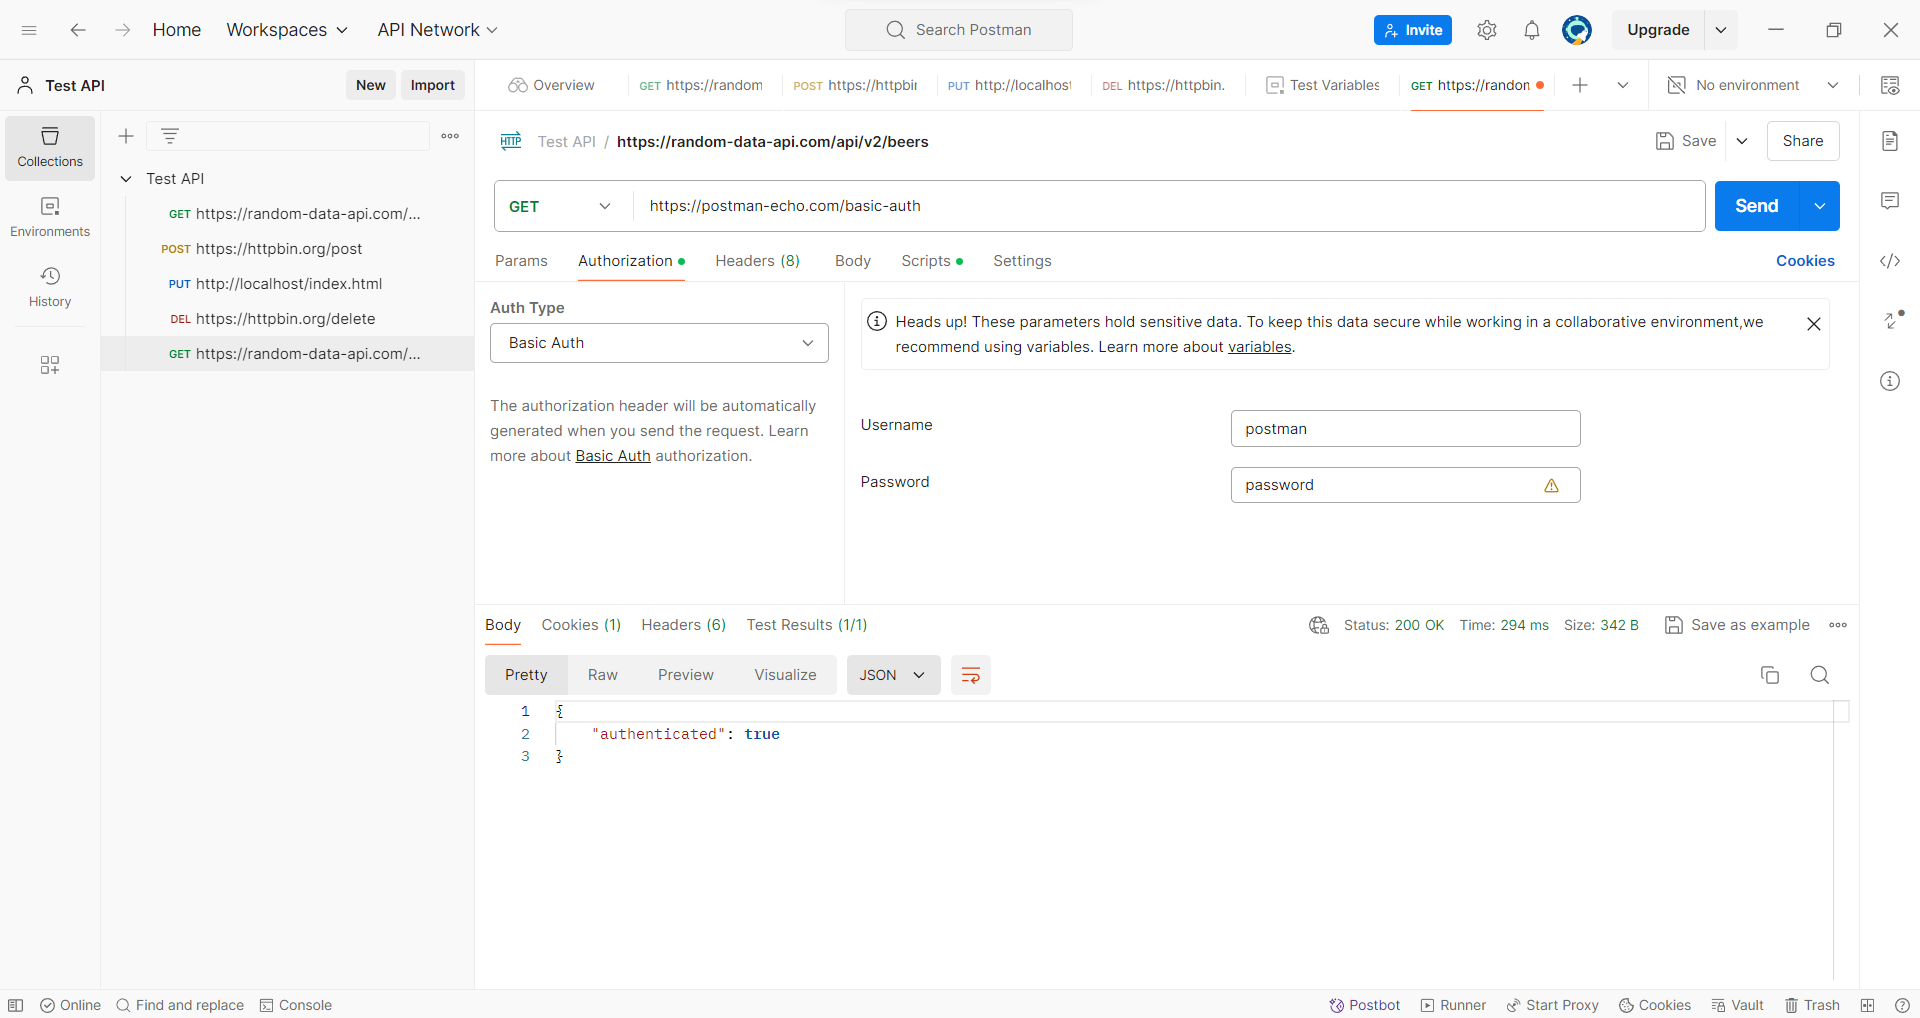 Home Workspaces API Network Search Postman Invite Upgrade
Test API New Import
Overview GET https://random POST https://httpbin PUT http://localhost DEL https://httpbin. Test Variables GET https://randon No environment
Collections
Environments
History
Test API
GET https://random-data-api.com/...
POST https://httpbin.org/post
PUT http://localhost/index.html
DEL https://httpbin.org/delete
GET https://random-data-api.com/...
HTTP Test API / https://random-data-api.com/api/v2/beers Save Share
GET https://postman-echo.com/basic-auth Send
Params Authorization Headers (8) Body Scripts Settings Cookies
Auth Type
Basic Auth
The authorization header will be automatically
generated when you send the request. Learn
more about Basic Auth authorization.
Heads up! These parameters hold sensitive data. To keep this data secure while working in a collaborative environment,we
recommend using variables. Learn more about variables.
Username postman
Password password
Body Cookies (1) Headers (6) Test Results (1/1) Status: 200 OK Time: 294 ms Size: 342 B Save as example
Pretty Raw Preview Visualize JSON
1 {
2 "authenticated": true
3 }
Online Find and replace Console Postbot Runner Start Proxy Cookies Vault Trash